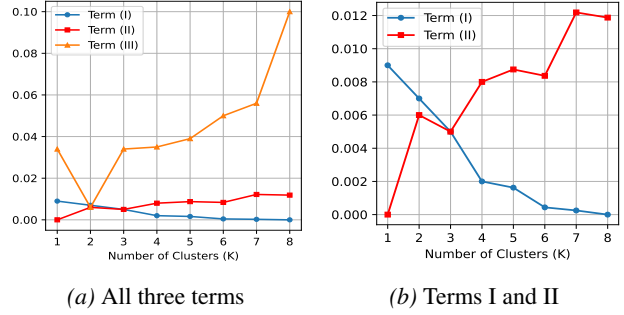 0.10
0.08
0.06
0.04
0.02
0.00
Term (I)
Term (II)
Term (III)
1 2 3 4 5 6 7 8
Number of Clusters (K)
(a) All three terms
0.012
0.010
0.008
0.006
0.004
0.002
0.000
Term (I)
Term (II)
1 2 3 4 5 6 7 8
Number of Clusters (K)
(b) Terms I and II